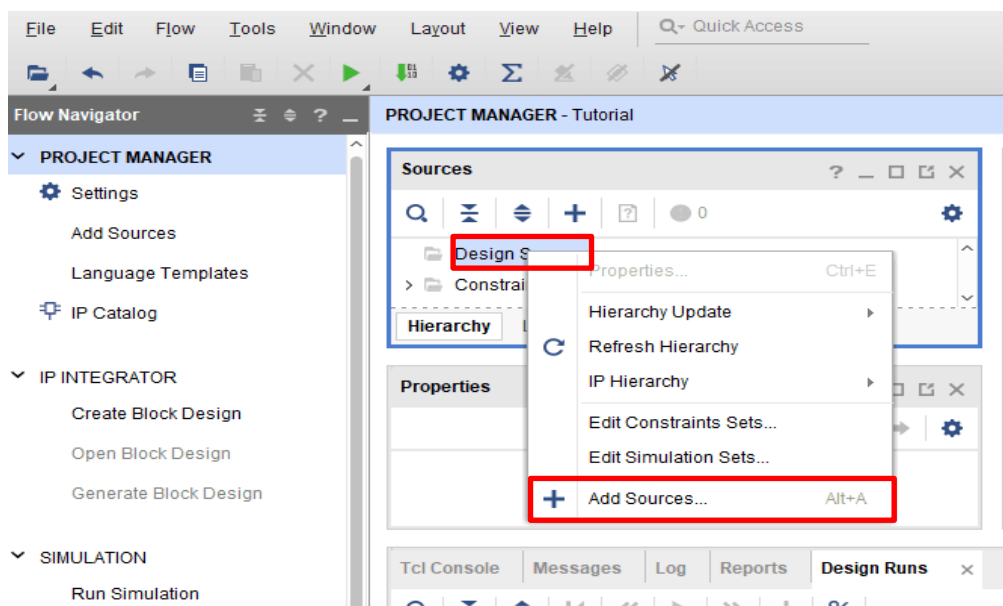 File Edit Flow Tools Window Layout View Help Quick Access
Flow Navigator ? PROJECT MANAGER - Tutorial
PROJECT MANAGER
Settings
Add Sources
Language Templates
IP Catalog
IP INTEGRATOR
Create Block Design
Open Block Design
Generate Block Design
SIMULATION
Run Simulation
Sources ?
? 0
Design S
Constrai
Hierarchy
Properties... Ctrl+E
Hierarchy Update
Refresh Hierarchy
IP Hierarchy
Edit Constraints Sets...
Edit Simulation Sets...
Add Sources... Alt+A
Properties
Tcl Console Messages Log Reports Design Runs